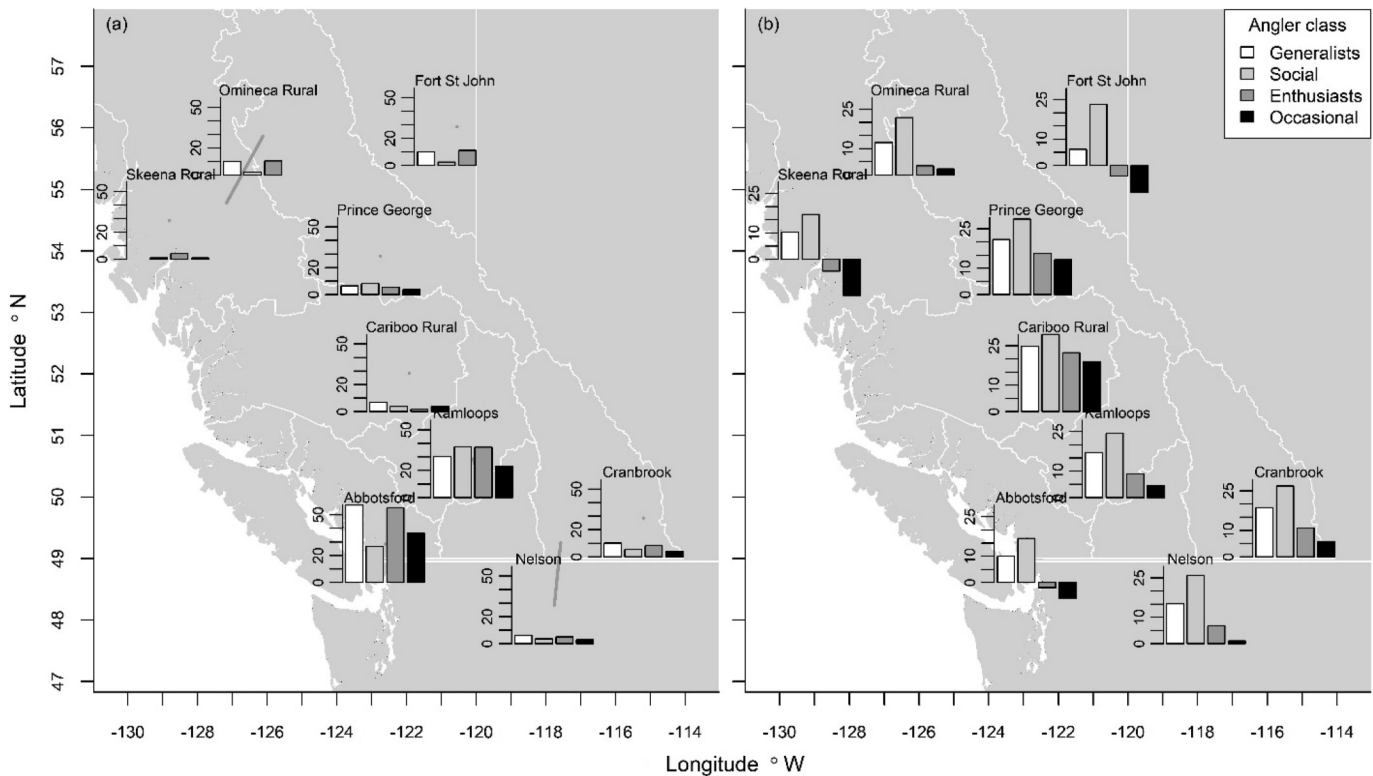 (a)
(b)
Angler class
Generalists
Social
Enthusiasts
Occasional
57
56
55
54
53
52
51
50
49
48
47
Latitude ° N
Omineca Rural
50
20
0
Fort St John
50
20
0
Skeena Rural
50
20
0
Prince George
50
20
0
Cariboo Rural
50
20
0
Kamloops
50
20
0
Abbotsford
50
20
0
Cranbrook
50
20
0
Nelson
50
20
0
Omineca Rural
25
10
0
Fort St John
25
10
0
Skeena Rural
25
10
0
Prince George
25
10
0
Cariboo Rural
25
10
0
Kamloops
25
10
0
Abbotsford
25
10
0
Cranbrook
25
10
0
Nelson
25
10
0
-130 -128 -126 -124 -122 -120 -118 -116 -114
-130 -128 -126 -124 -122 -120 -118 -116 -114
Longitude ° W